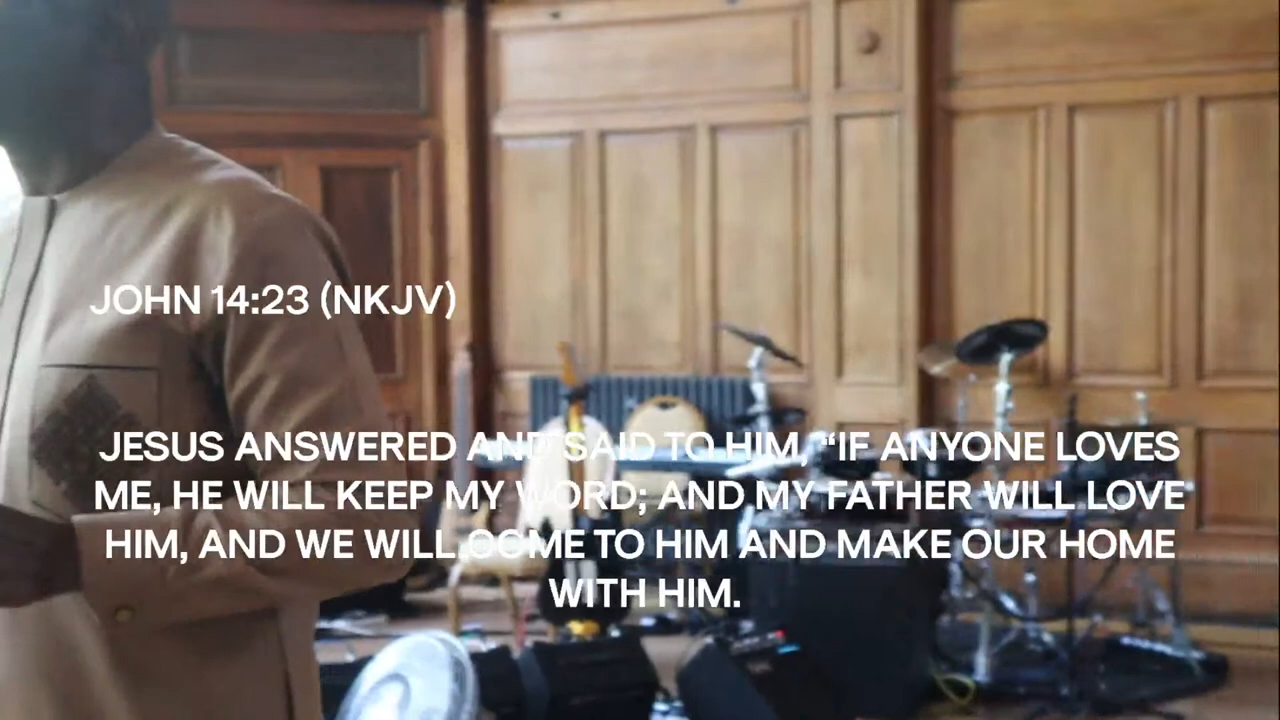 JOHN 14:23 (NKJV)
JESUS ANSWERED AND SAID TO HIM, “IF ANYONE LOVES
ME, HE WILL KEEP MY WORD; AND MY FATHER WILL LOVE
HIM, AND WE WILL COME TO HIM AND MAKE OUR HOME
WITH HIM.